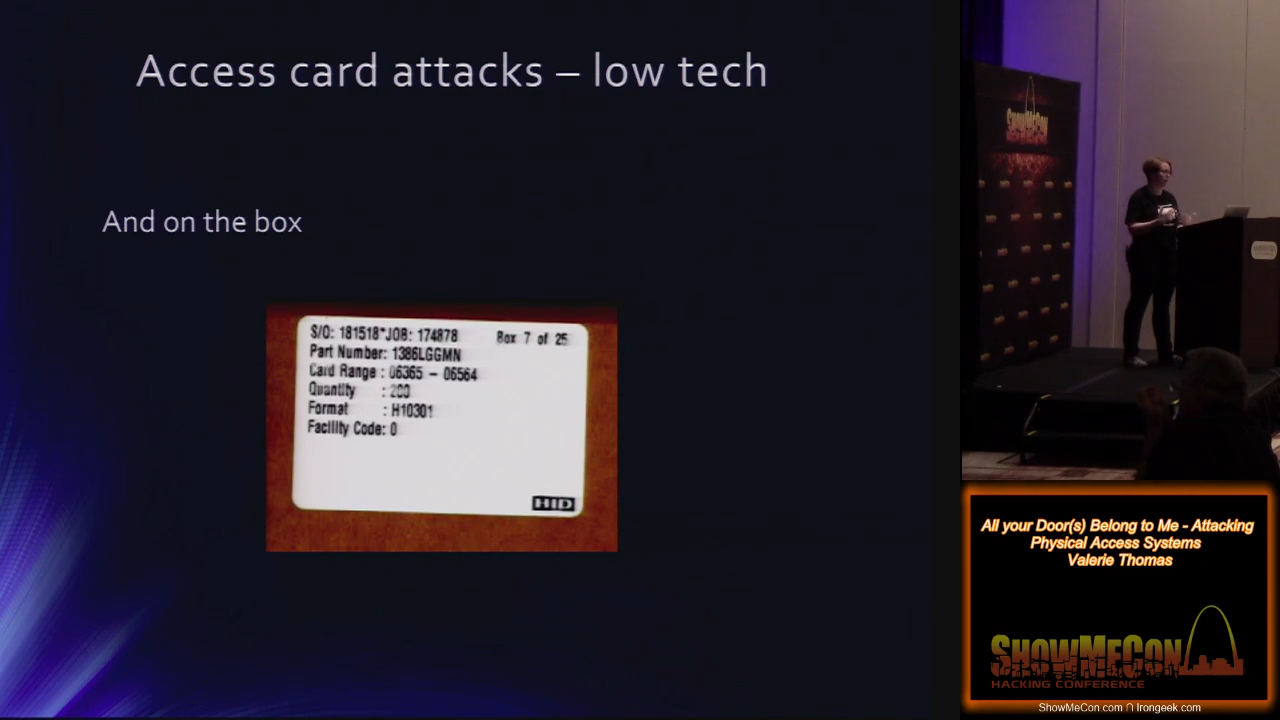 Access card attacks – low tech
And on the box
S/O: 181518*JOB: 174878 Box 7 of 25
Part Number: 1386LGGMN
Card Range : 06365 – 06564
Quantity : 200
Format : H10301
Facility Code: 0
HID
SHOWMECON
All your Door(s) Belong to Me - Attacking
Physical Access Systems
Valerie Thomas
SHOWMECON
HACKING CONFERENCE
ShowMeCon.com ∩ Irongeek.com